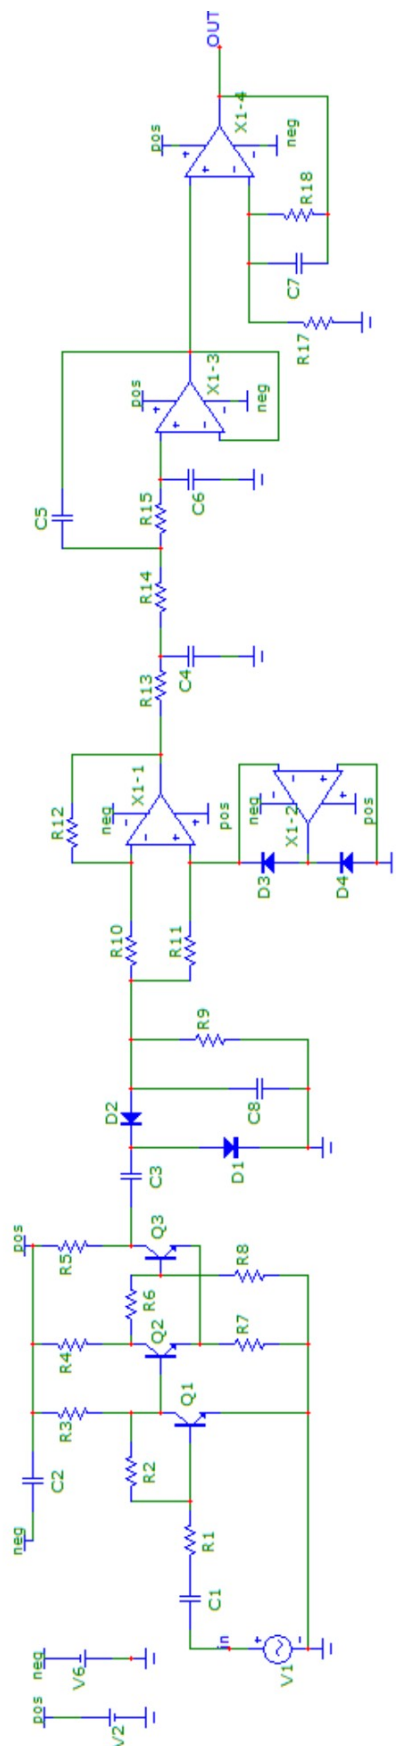 OUT
X1-4
pos
neg
R18
C7
R17
X1-3
pos
neg
C5
C6
R15
R14
C4
R13
R12
X1-1
neg
pos
X1-2
neg
pos
D3
D4
R10
R11
R9
D2
C8
D1
C3
pos
R5
Q3
R6
R8
R4
Q2
R7
R3
Q1
C2
R2
neg
R1
C1
in
V1
neg
V6
pos
V2